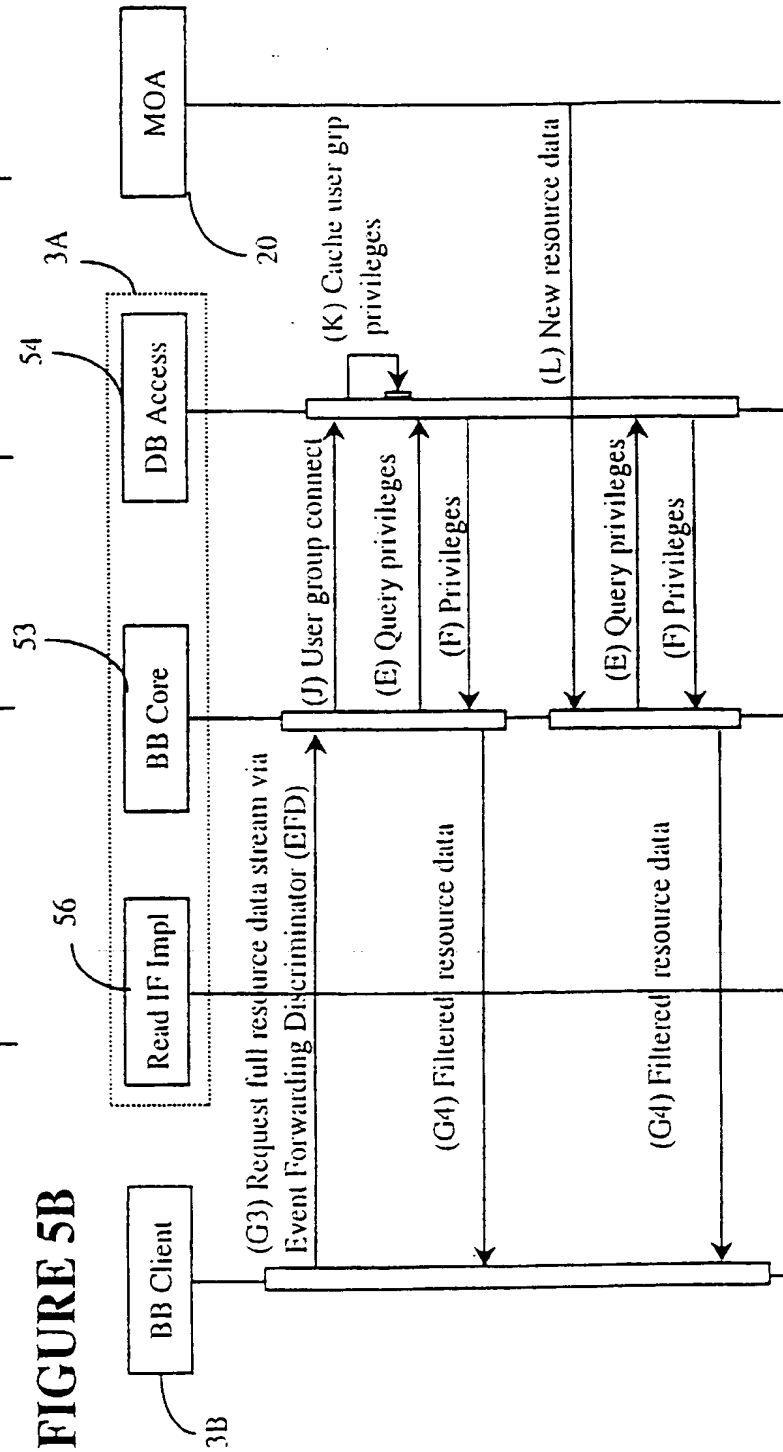 FIGURE 5B
3B
BB Client
56
Read IF Impl
53
BB Core
54
DB Access
3A
MOA
20
(G3) Request full resource data stream via
Event Forwarding Discriminator (EFD)
(J) User group connect
(K) Cache user grp
privileges
(E) Query privileges
(F) Privileges
(G4) Filtered resource data
(L) New resource data
(E) Query privileges
(F) Privileges
(G4) Filtered resource data